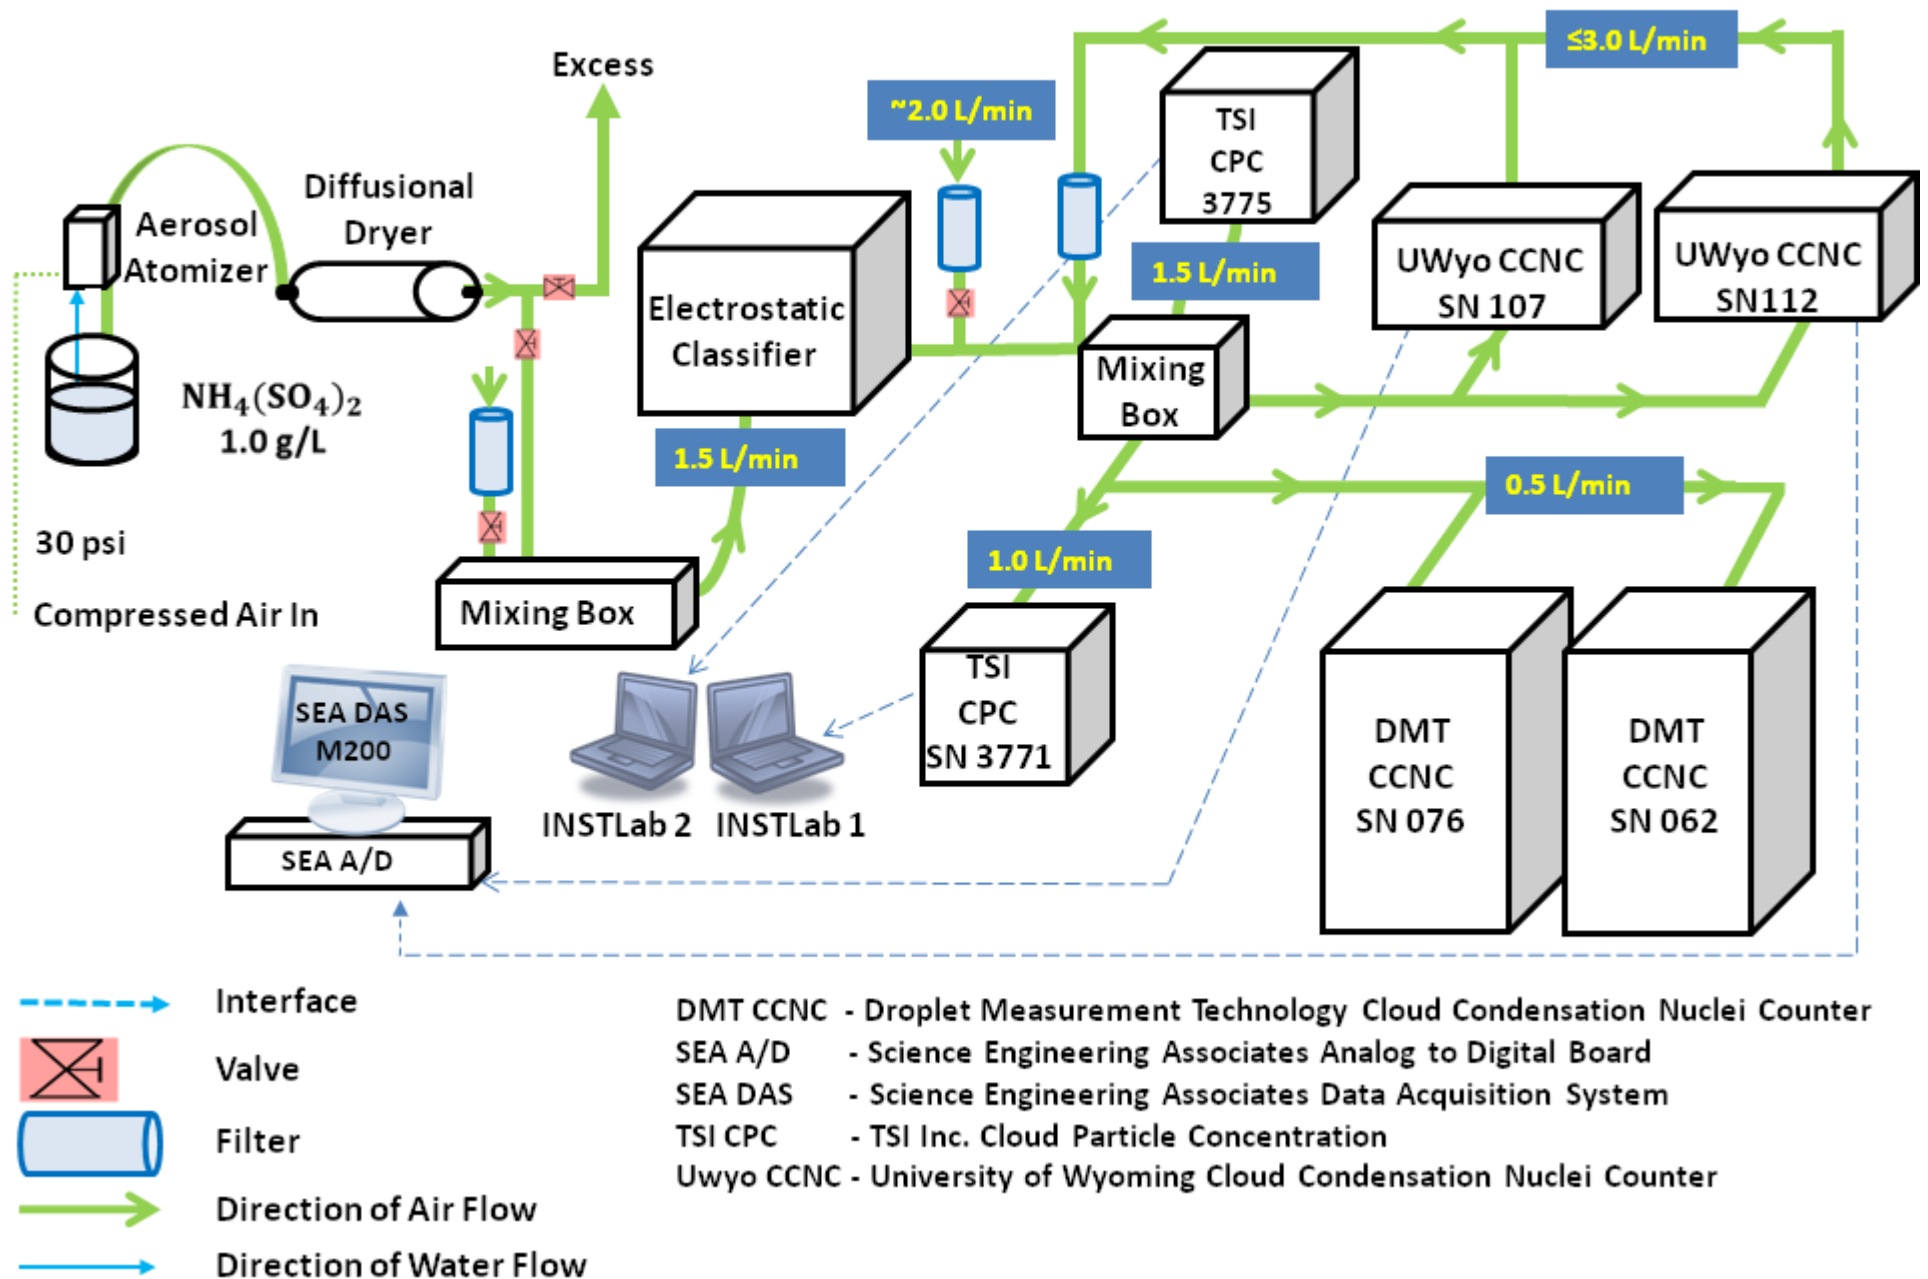 Excess
~2.0 L/min
≤3.0 L/min
TSI
CPC
3775
Diffusional
Dryer
Aerosol
Atomizer
UWyo CCNC
SN 107
UWyo CCNC
SN112
1.5 L/min
Electrostatic
Classifier
Mixing
Box
NH₄(SO₄)₂
1.0 g/L
1.5 L/min
0.5 L/min
30 psi
1.0 L/min
Compressed Air In
Mixing Box
TSI
CPC
SN 3771
SEA DAS
M200
DMT
CCNC
SN 076
DMT
CCNC
SN 062
INSTLab 2
INSTLab 1
SEA A/D
Interface
Valve
Filter
Direction of Air Flow
Direction of Water Flow
DMT CCNC - Droplet Measurement Technology Cloud Condensation Nuclei Counter
SEA A/D - Science Engineering Associates Analog to Digital Board
SEA DAS - Science Engineering Associates Data Acquisition System
TSI CPC - TSI Inc. Cloud Particle Concentration
Uwyo CCNC - University of Wyoming Cloud Condensation Nuclei Counter